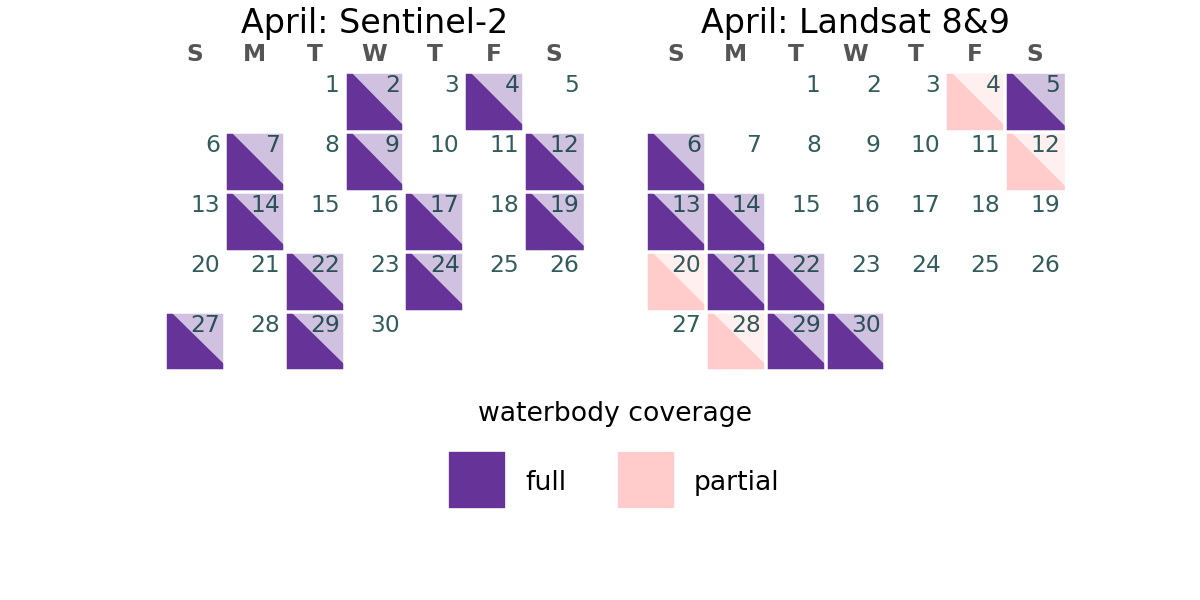 April: Sentinel-2
S M T W T F S
1 2 3 4 5
6 7 8 9 10 11 12
13 14 15 16 17 18 19
20 21 22 23 24 25 26
27 28 29 30
April: Landsat 8&9
S M T W T F S
1 2 3 4 5
6 7 8 9 10 11 12
13 14 15 16 17 18 19
20 21 22 23 24 25 26
27 28 29 30
waterbody coverage
full partial